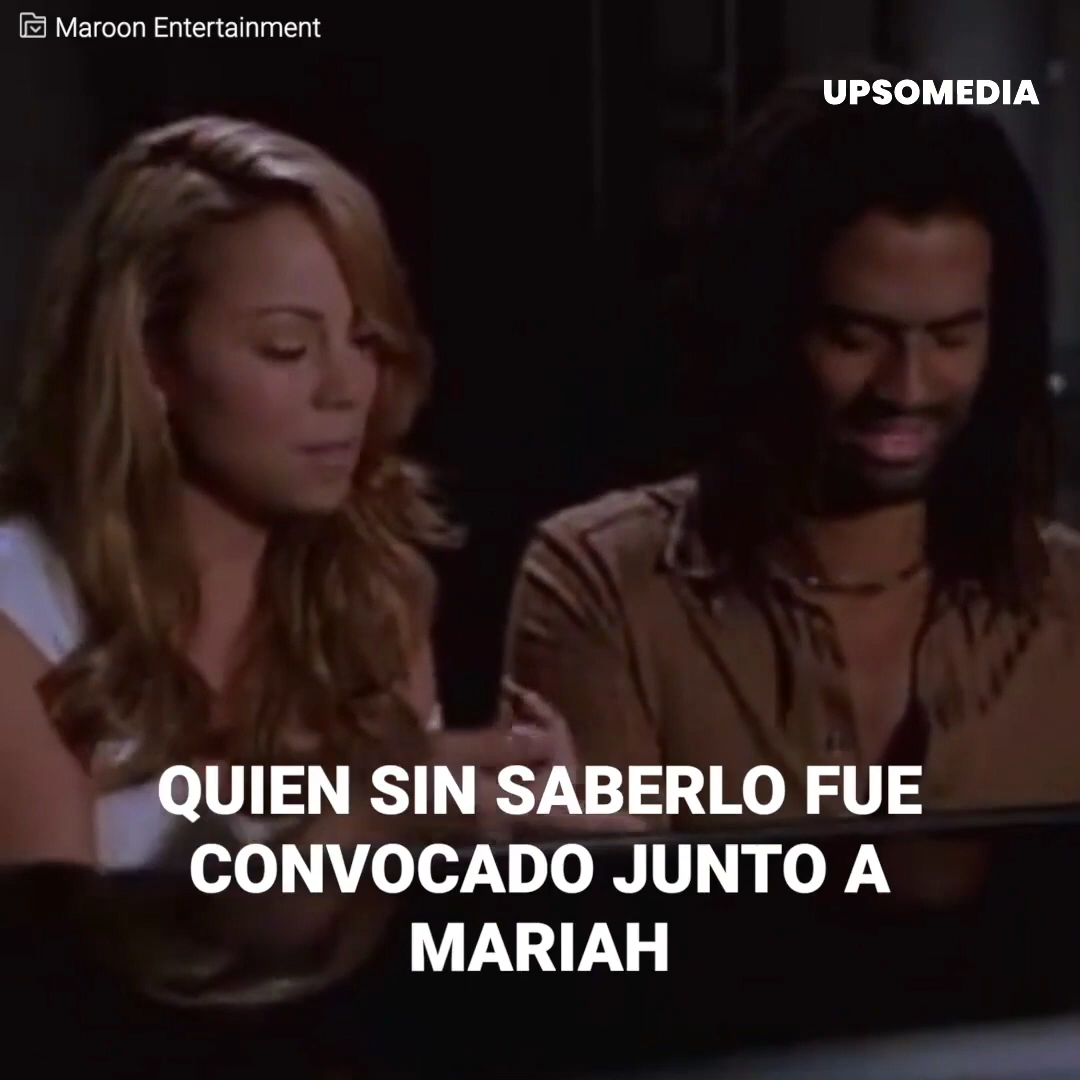 Maroon Entertainment
UPSOMEDIA
QUIEN SIN SABERLO FUE
CONVOCADO JUNTO A
MARIAH